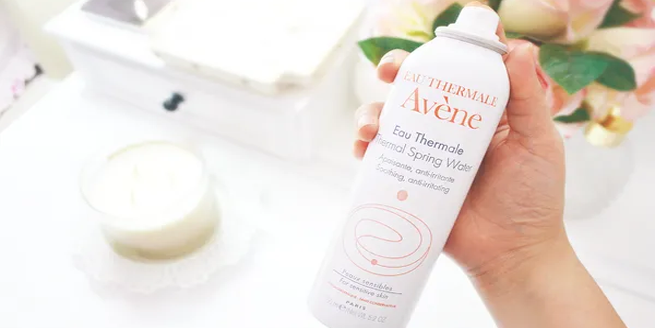 EAU THERMALE
Avène
Eau Thermale
Thermal Spring Water
Apaisante, anti-irritante
Soothing, anti-irritating
Peaux sensibles
For sensitive skin
PARIS